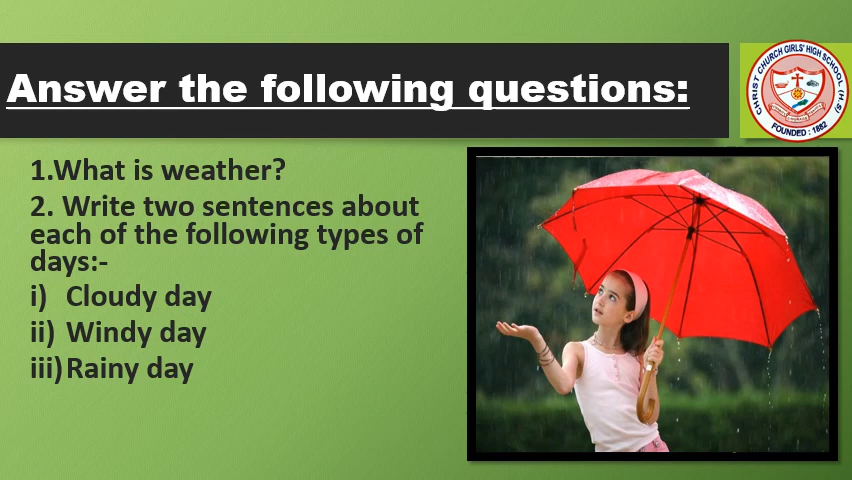 Answer the following questions:
CHRIST CHURCH GIRLS' HIGH SCHOOL (H.S)
FOUNDED : 1882
1.What is weather?
2. Write two sentences about
each of the following types of
days:-
i) Cloudy day
ii) Windy day
iii) Rainy day